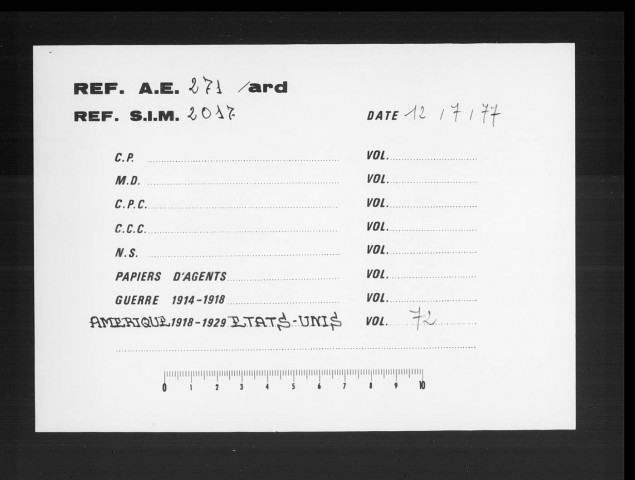 REF. A.E. 271 /ard
REF. S.I.M. 2017 DATE 12 / 7 / 77
C.P. VOL.
M.D. VOL.
C.P.C. VOL.
C.C.C. VOL.
N.S. VOL.
PAPIERS D'AGENTS VOL.
GUERRE 1914-1918 VOL.
AMERIQUE 1918-1929 ETATS-UNIS VOL. 72
0 1 2 3 4 5 6 7 8 9 10